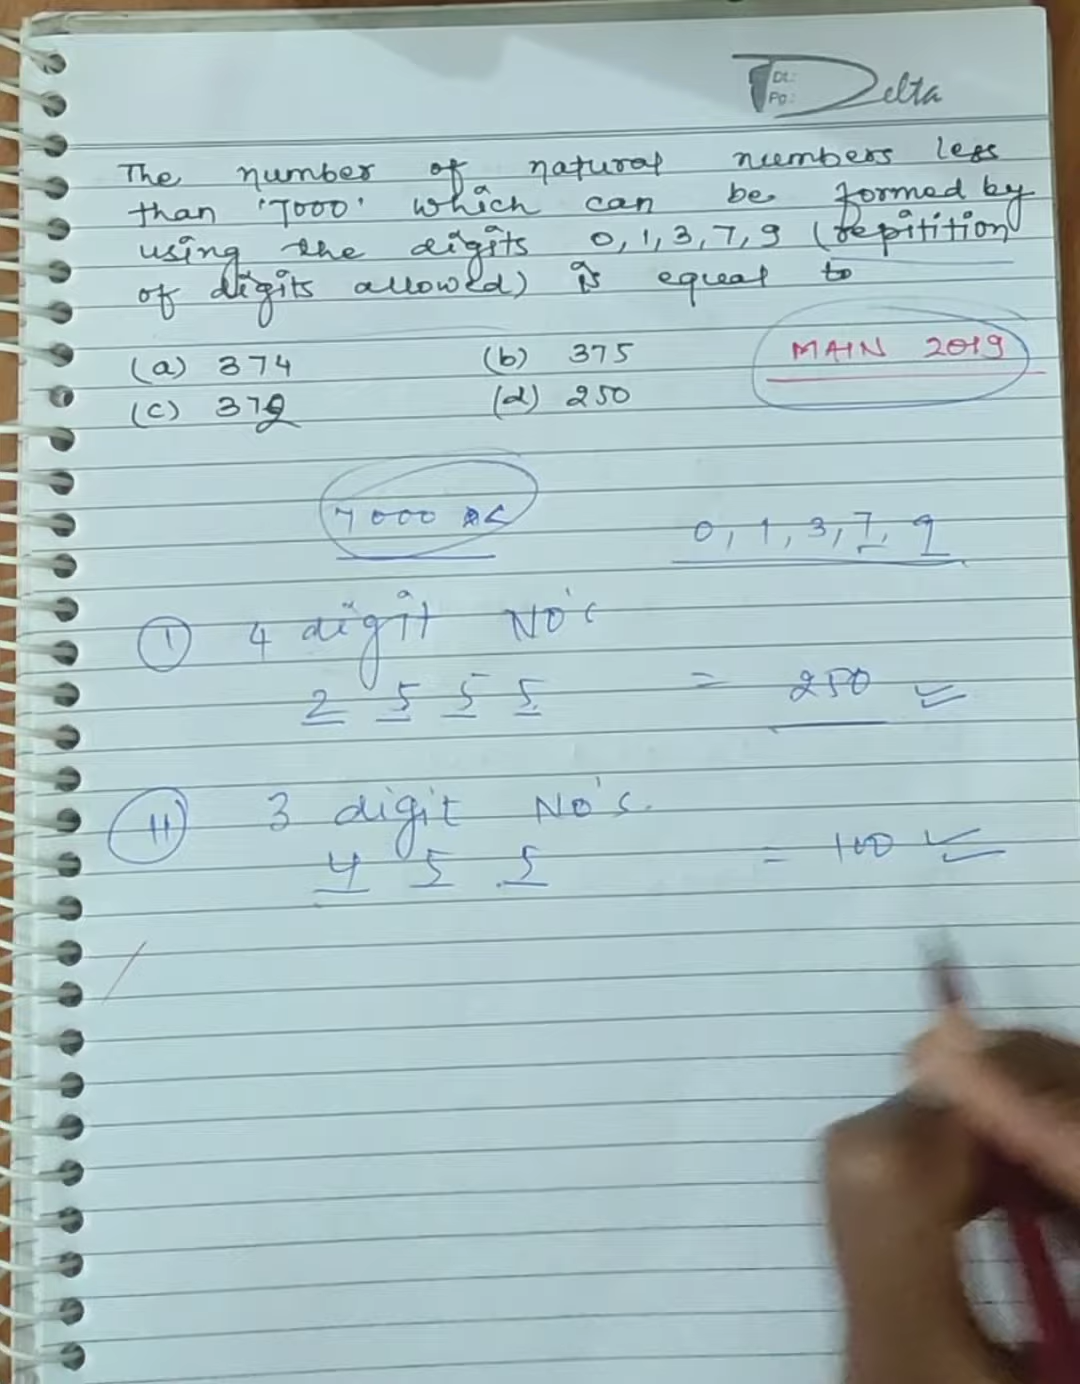 Dt.:
Pg.:
Delta
The number of natural numbers less
than '7000' which can be formed by
using the digits 0, 1, 3, 7, 9 (repitition
of digits allowed) is equal to
(a) 374 (b) 375
MAIN 2019
(c) 372 (d) 250
7000 <
0, 1, 3, 7, 9
I 4 digit NO's
2 5 5 5 = 250
II 3 digit NO's.
4 5 5 = 100